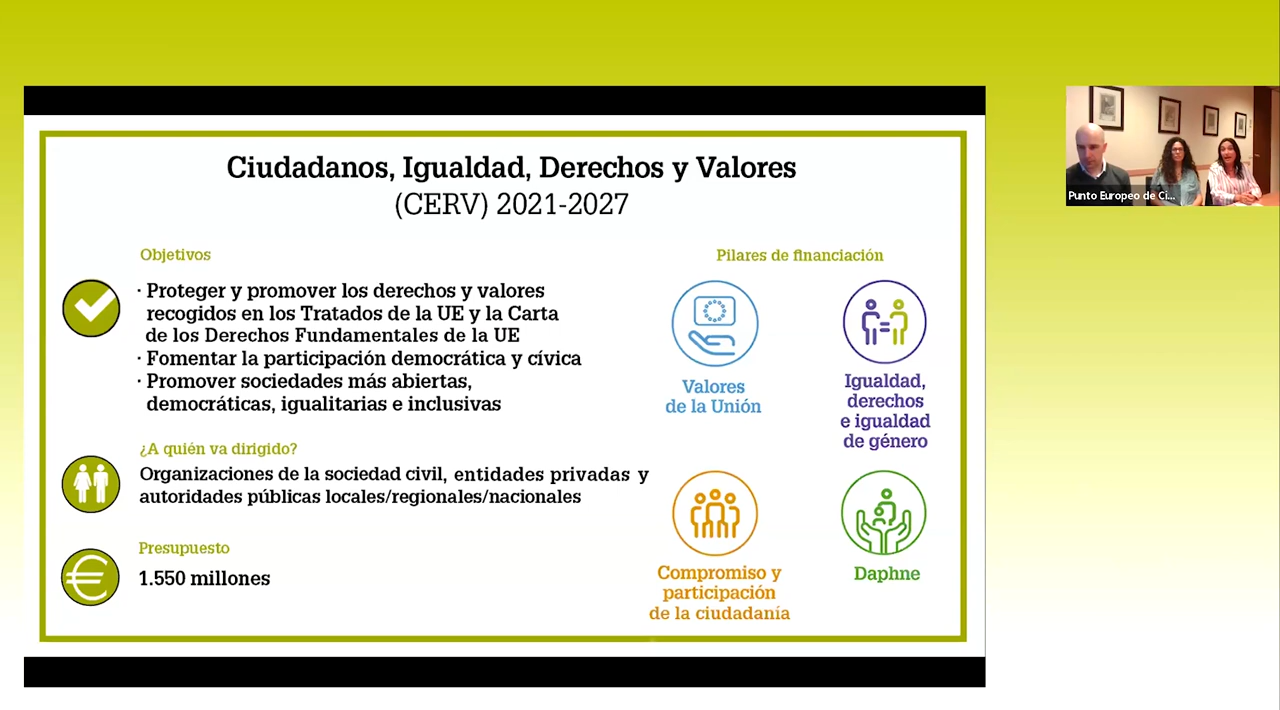 Ciudadanos, Igualdad, Derechos y Valores
(CERV) 2021-2027
Objetivos
· Proteger y promover los derechos y valores
recogidos en los Tratados de la UE y la Carta
de los Derechos Fundamentales de la UE
· Fomentar la participación democrática y cívica
· Promover sociedades más abiertas,
democráticas, igualitarias e inclusivas
¿A quién va dirigido?
Organizaciones de la sociedad civil, entidades privadas y
autoridades públicas locales/regionales/nacionales
Presupuesto
1.550 millones
Pilares de financiación
Valores
de la Unión
Igualdad,
derechos
e igualdad
de género
Compromiso y
participación
de la ciudadanía
Daphne
Punto Europeo de Ci...